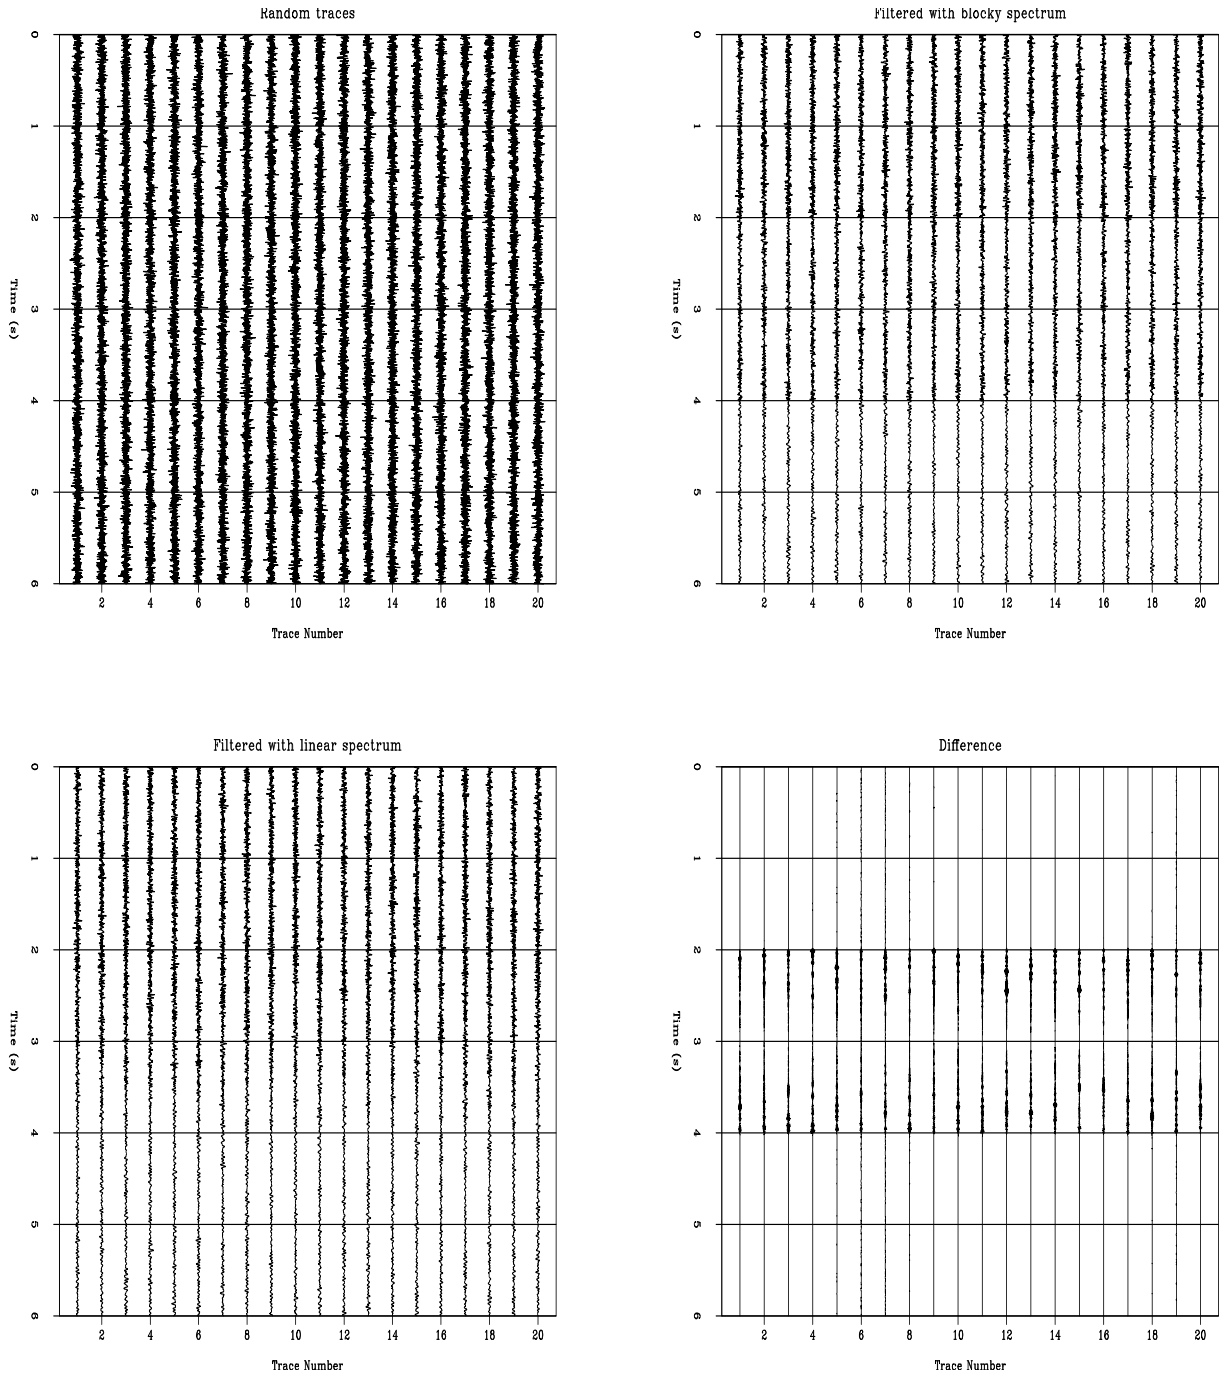 Random traces
0
1
2
3
4
5
6
Time (s)
2 4 6 8 10 12 14 16 18 20
Trace Number
Filtered with blocky spectrum
0
1
2
3
4
5
6
Time (s)
2 4 6 8 10 12 14 16 18 20
Trace Number
Filtered with linear spectrum
0
1
2
3
4
5
6
Time (s)
2 4 6 8 10 12 14 16 18 20
Trace Number
Difference
0
1
2
3
4
5
6
Time (s)
2 4 6 8 10 12 14 16 18 20
Trace Number